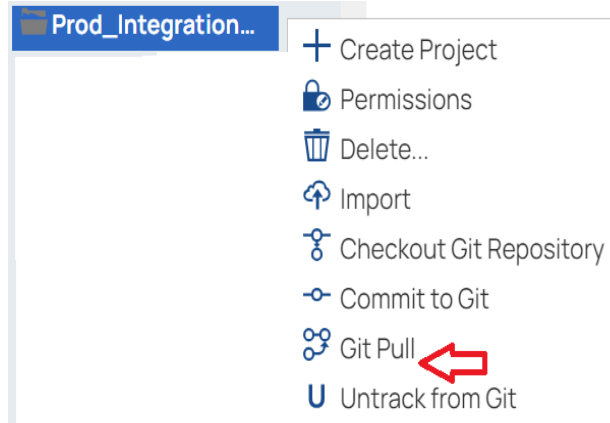 Prod_Integration...
Create Project
Permissions
Delete...
Import
Checkout Git Repository
Commit to Git
Git Pull
U Untrack from Git